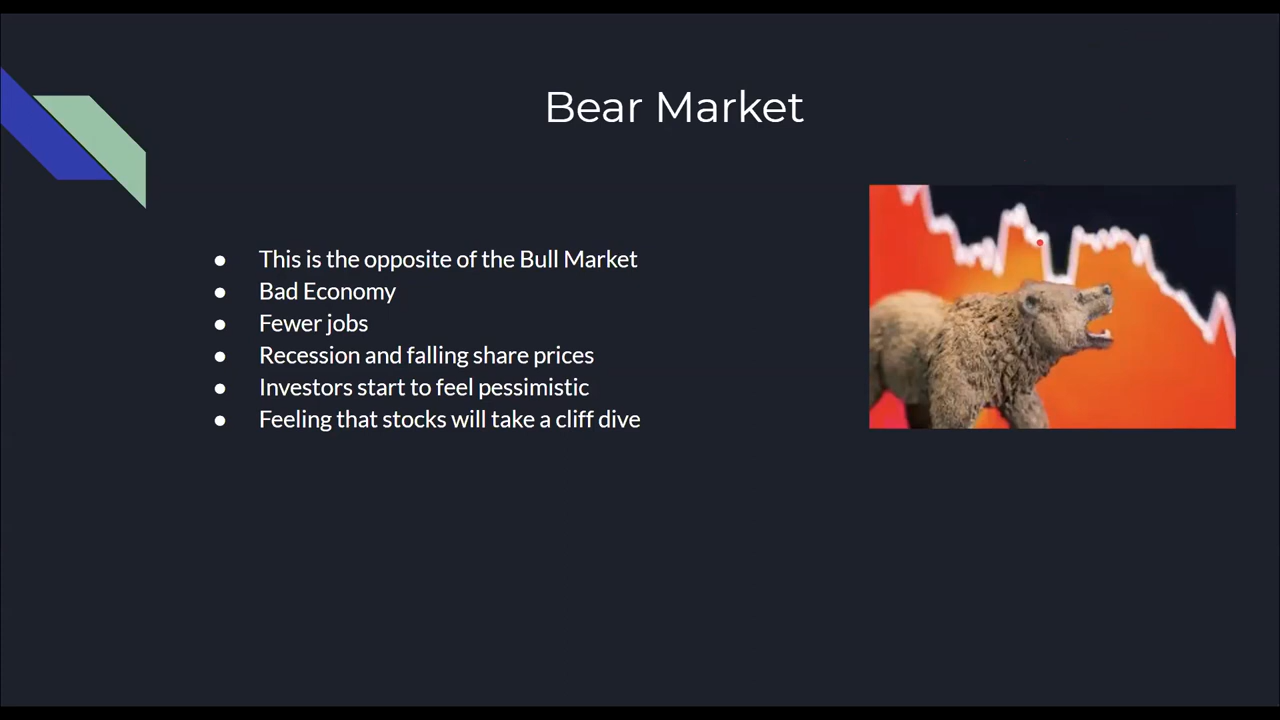 Bear Market
● This is the opposite of the Bull Market
● Bad Economy
● Fewer jobs
● Recession and falling share prices
● Investors start to feel pessimistic
● Feeling that stocks will take a cliff dive